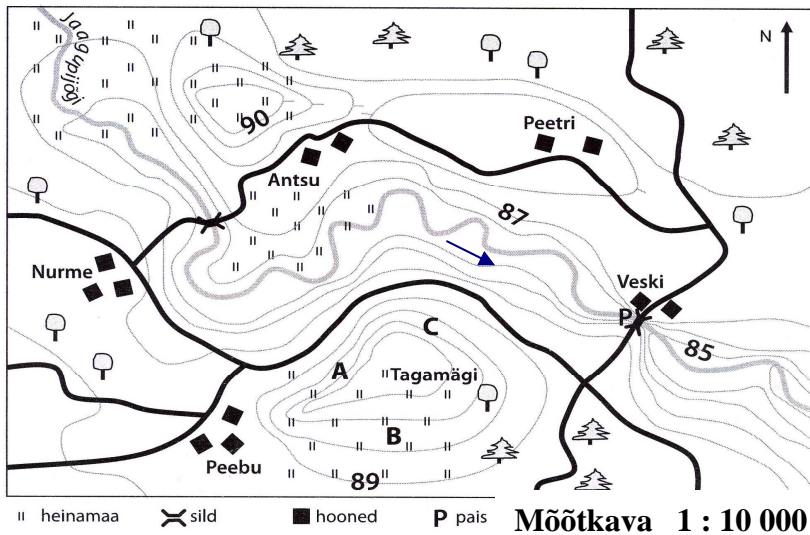 Jaagupijõgi
N
90
Peetri
Antsu
87
Nurme
Veski
P
C
85
A
Tagamägi
B
Peebu
89
heinamaa sild hooned P pais Mõõtkava 1 : 10 000